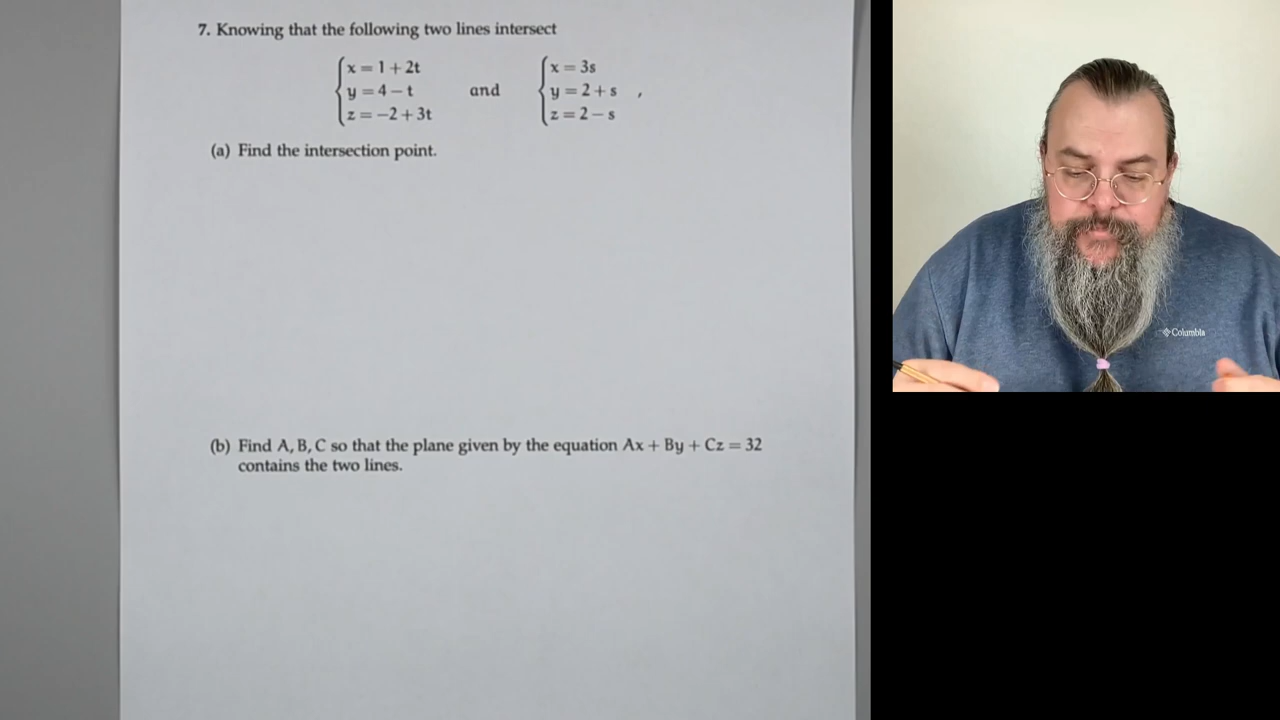 7. Knowing that the following two lines intersect
x = 1 + 2t
y = 4 − t
z = −2 + 3t
and
x = 3s
y = 2 + s ,
z = 2 − s
(a) Find the intersection point.
(b) Find A, B, C so that the plane given by the equation Ax + By + Cz = 32
contains the two lines.
Columbia